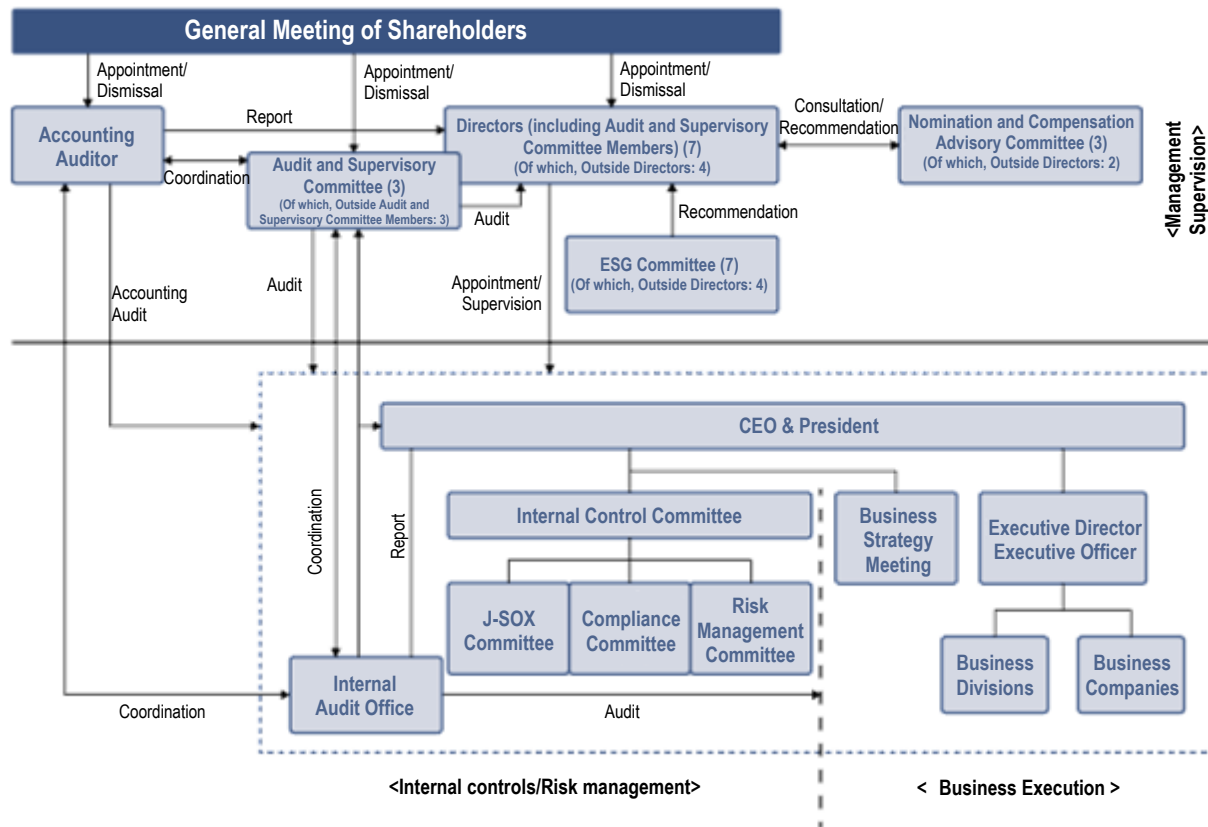 General Meeting of Shareholders
Appointment/
Dismissal
Appointment/
Dismissal
Appointment/
Dismissal
Accounting
Auditor
Report
Coordination
Audit and Supervisory
Committee (3)
(Of which, Outside Audit and
Supervisory Committee Members: 3)
Directors (including Audit and Supervisory
Committee Members) (7)
(Of which, Outside Directors: 4)
Consultation/
Recommendation
Nomination and Compensation
Advisory Committee (3)
(Of which, Outside Directors: 2)
<Management
Supervision>
Audit
Recommendation
ESG Committee (7)
(Of which, Outside Directors: 4)
Accounting
Audit
Audit
Appointment/
Supervision
CEO & President
Coordination
Report
Internal Control Committee
J-SOX
Committee
Compliance
Committee
Risk
Management
Committee
Business
Strategy
Meeting
Executive Director
Executive Officer
Business
Divisions
Business
Companies
Internal
Audit Office
Coordination
Audit
<Internal controls/Risk management>
< Business Execution >